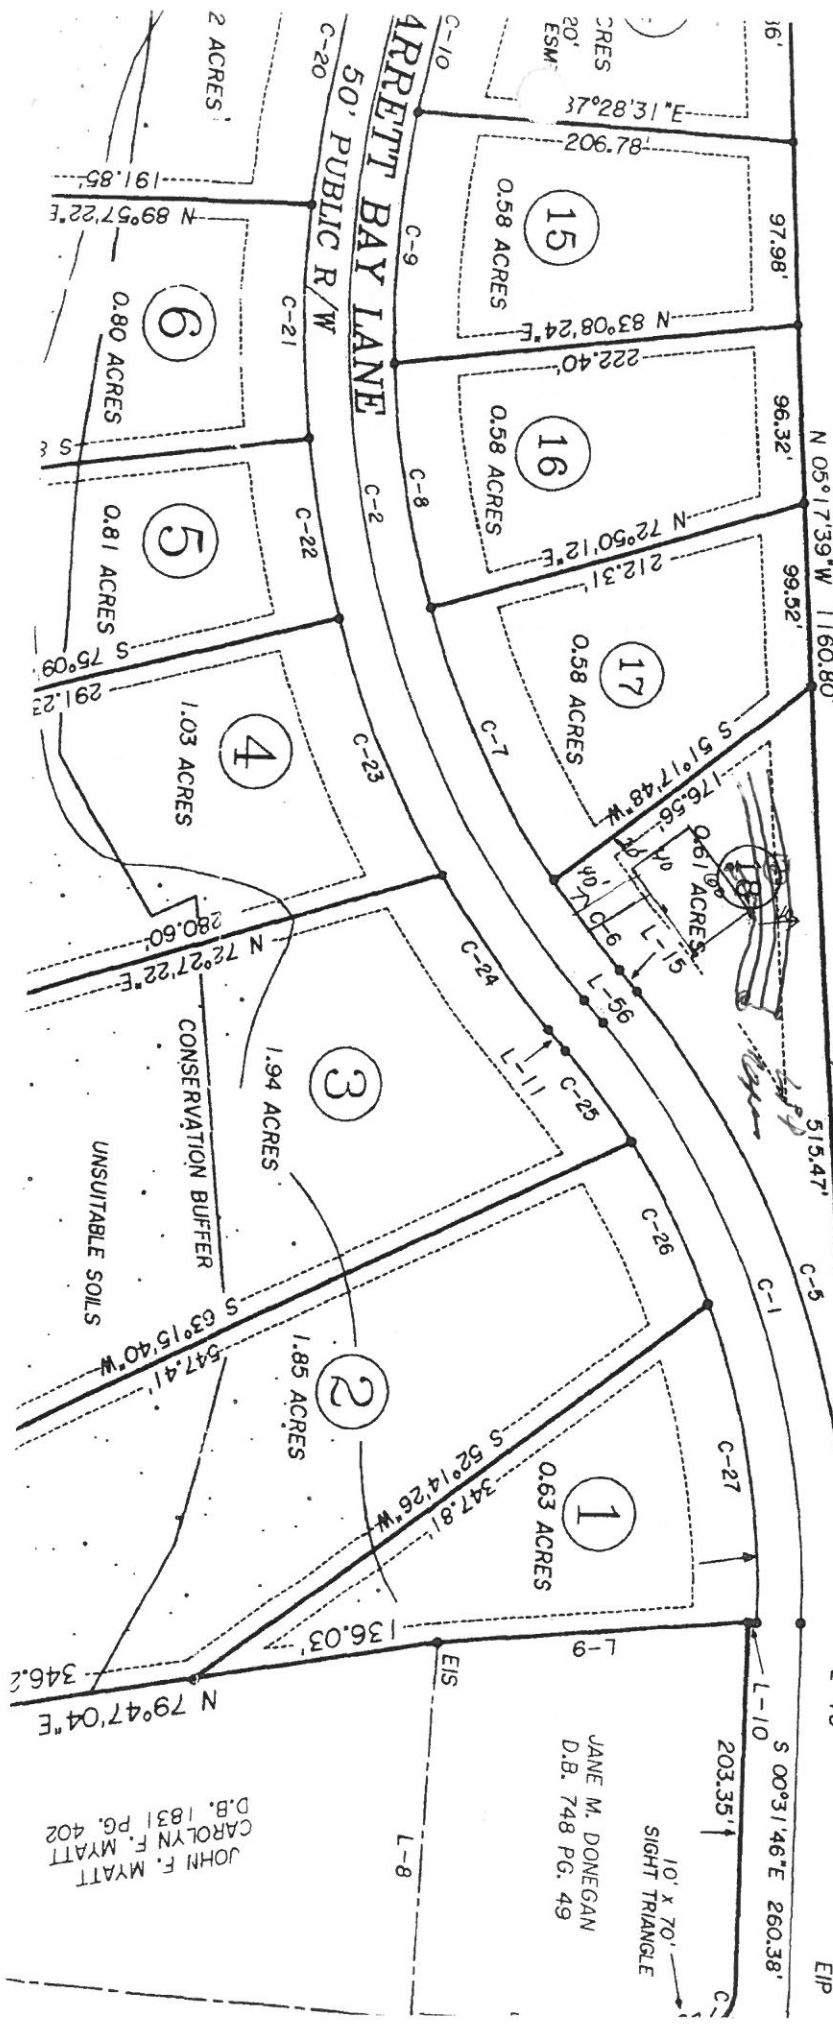 36'
CRES
20'
ESM
C-10
ARRETT BAY LANE
50' PUBLIC R/W
C-20
2 ACRES
37°28'31"E
206.78'
15
0.58 ACRES
97.98'
C-9
N 83°08'24"E
222.40'
16
0.58 ACRES
96.32'
C-8
N 05°17'39"W 1160.80'
N 72°50'12"E
212.31'
17
0.58 ACRES
99.52'
C-7
S 51°17'48"W
176.56'
18
0.61 ACRES
40'
40
C-6
L-15
L-56
515.47'
C-5
C-1
C-2
191.85'
N 89°57'22"E
6
0.80 ACRES
C-21
S 8
5
0.81 ACRES
C-22
S 75°09
291.23
4
1.03 ACRES
C-23
280.60'
N 72°27'22"E
C-24
L-11
C-25
3
1.94 ACRES
CONSERVATION BUFFER
UNSUITABLE SOILS
S 63°15'40"W
547.41'
C-26
2
1.85 ACRES
S 52°14'26"W
347.81'
1
0.63 ACRES
C-27
136.03'
346.2
N 79°47'04"E
L-9
EIS
L-10
S 00°31'46"E 260.38'
203.35'
10' x 70'
SIGHT TRIANGLE
EIP
JANE M. DONEGAN
D.B. 748 PG. 49
L-8
JOHN F. MYATT
CAROLYN F. MYATT
D.B. 1831 PG. 402